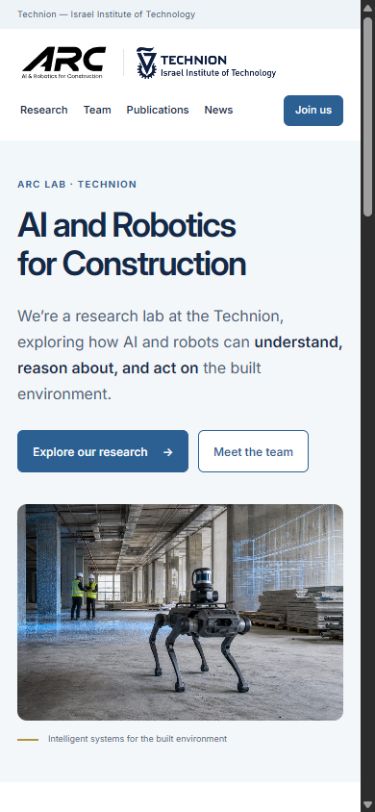 Technion — Israel Institute of Technology
ARC
AI & Robotics for Construction
TECHNION
Israel Institute of Technology
Research Team Publications News Join us
ARC LAB · TECHNION
AI and Robotics
for Construction
We’re a research lab at the Technion,
exploring how AI and robots can understand,
reason about, and act on the built
environment.
Explore our research → Meet the team
Intelligent systems for the built environment